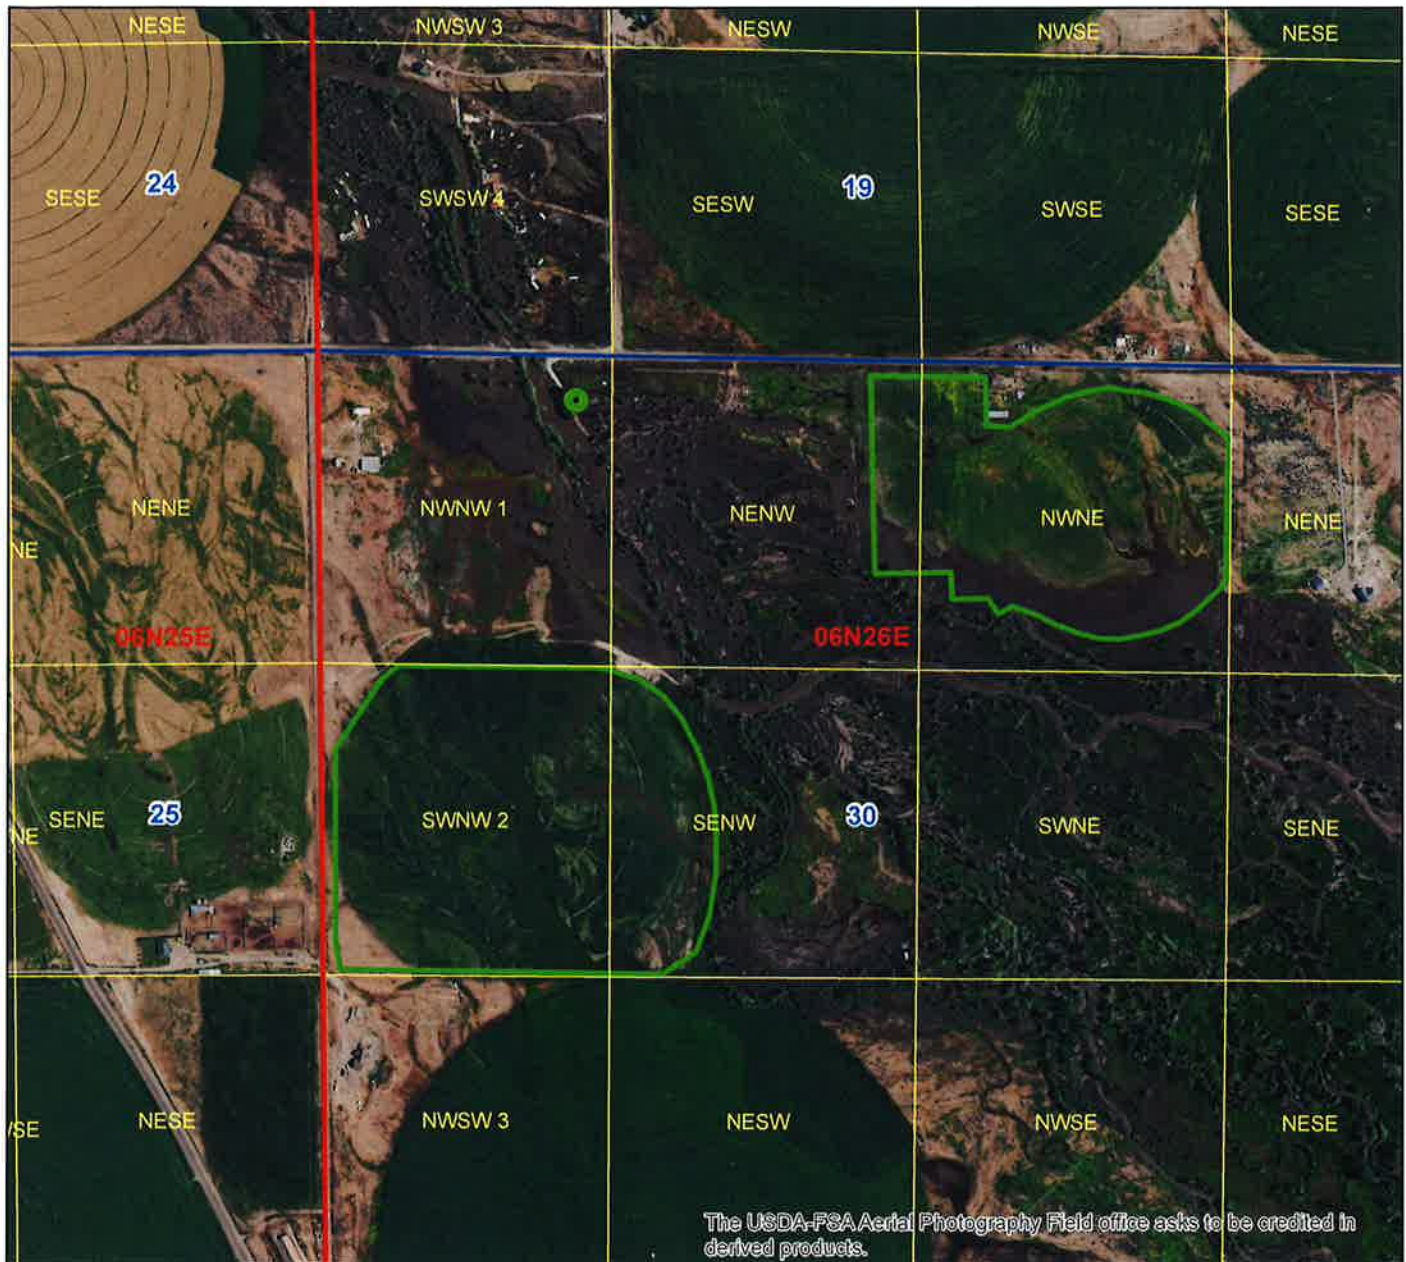 NESE
NWSW 3
NESW
NWSE
NESE
SESE
24
SWSW 4
SESW
19
SWSE
SESE
NE
NENE
NWNW 1
NENW
NWNE
NENE
06N25E
06N26E
NE
SENE
25
SWNW 2
SENW
30
SWNE
SENE
/SE
NESE
NWSW 3
NESW
NWSE
NESE
The USDA-FSA Aerial Photography Field office asks to be credited in
derived products.